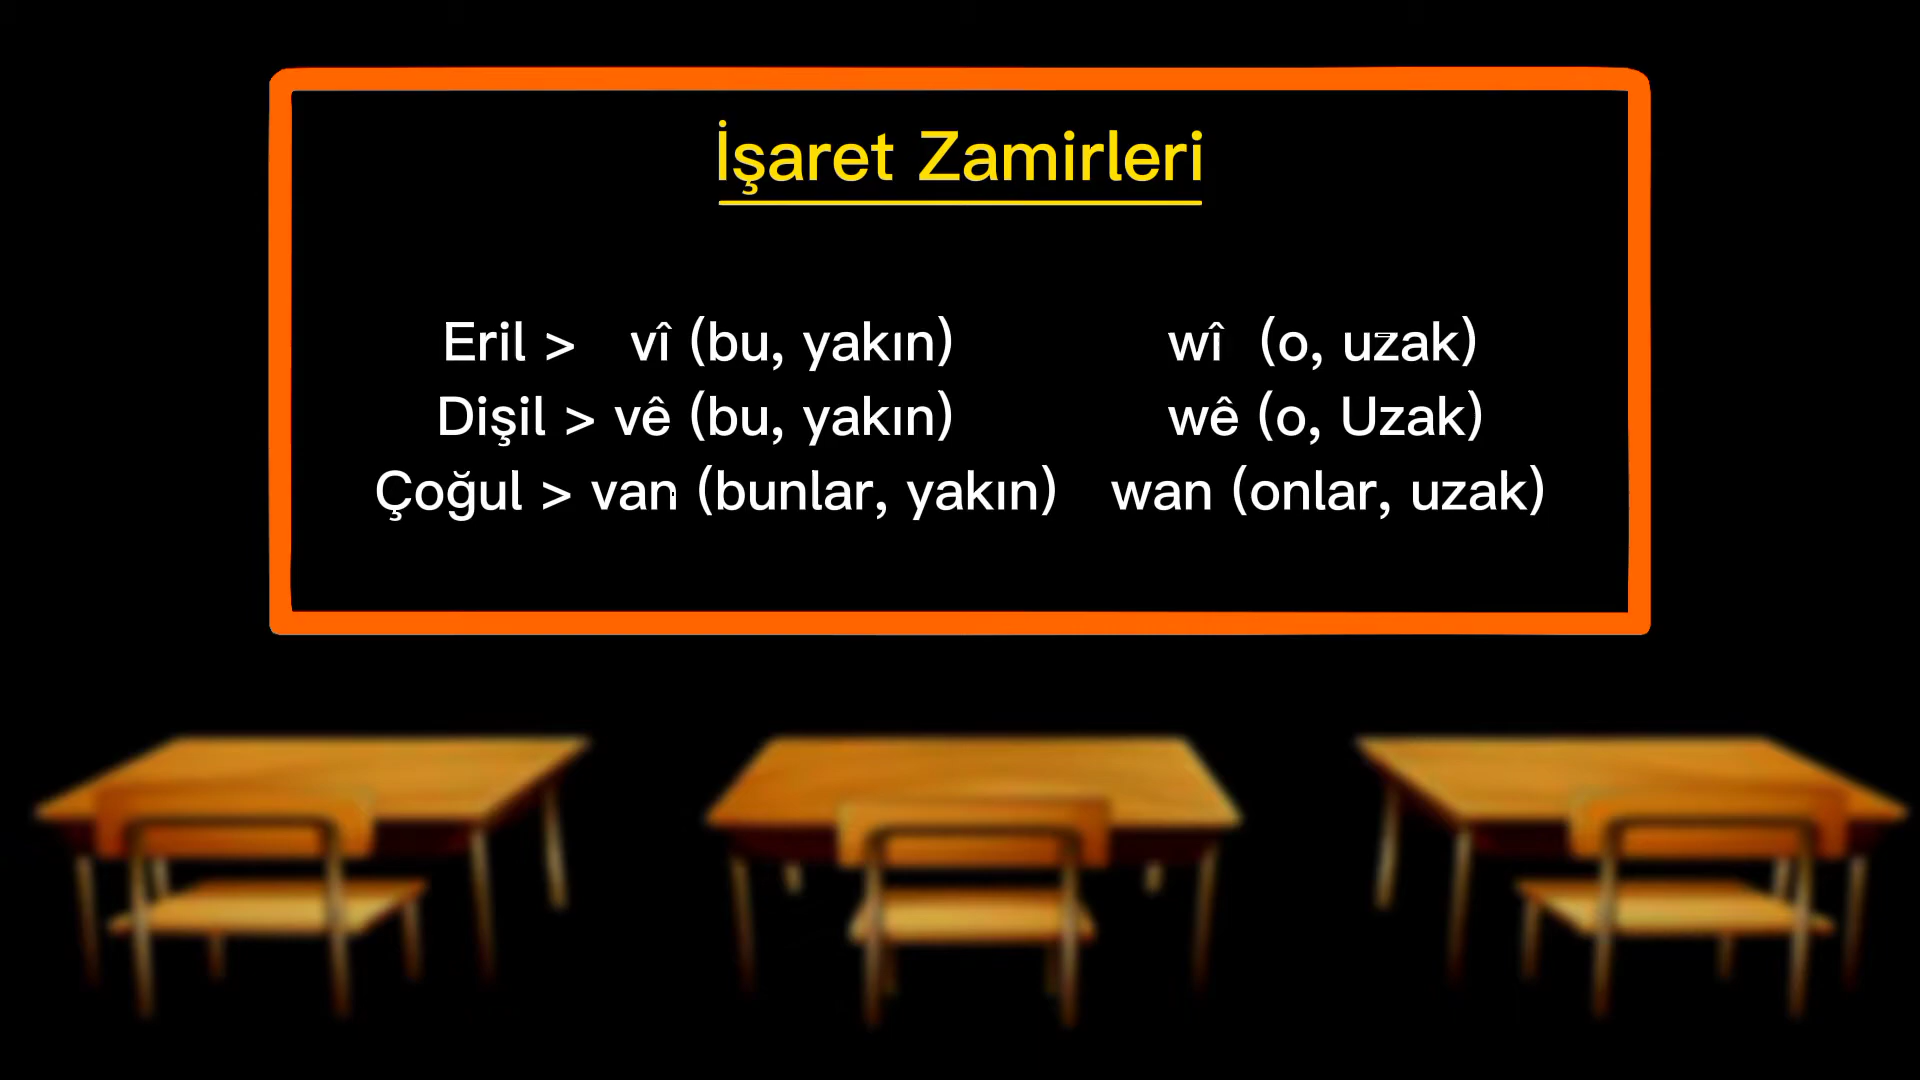 İşaret Zamirleri
Eril > vî (bu, yakın) wî (o, uzak)
Dişil > vê (bu, yakın) wê (o, Uzak)
Çoğul > van (bunlar, yakın) wan (onlar, uzak)